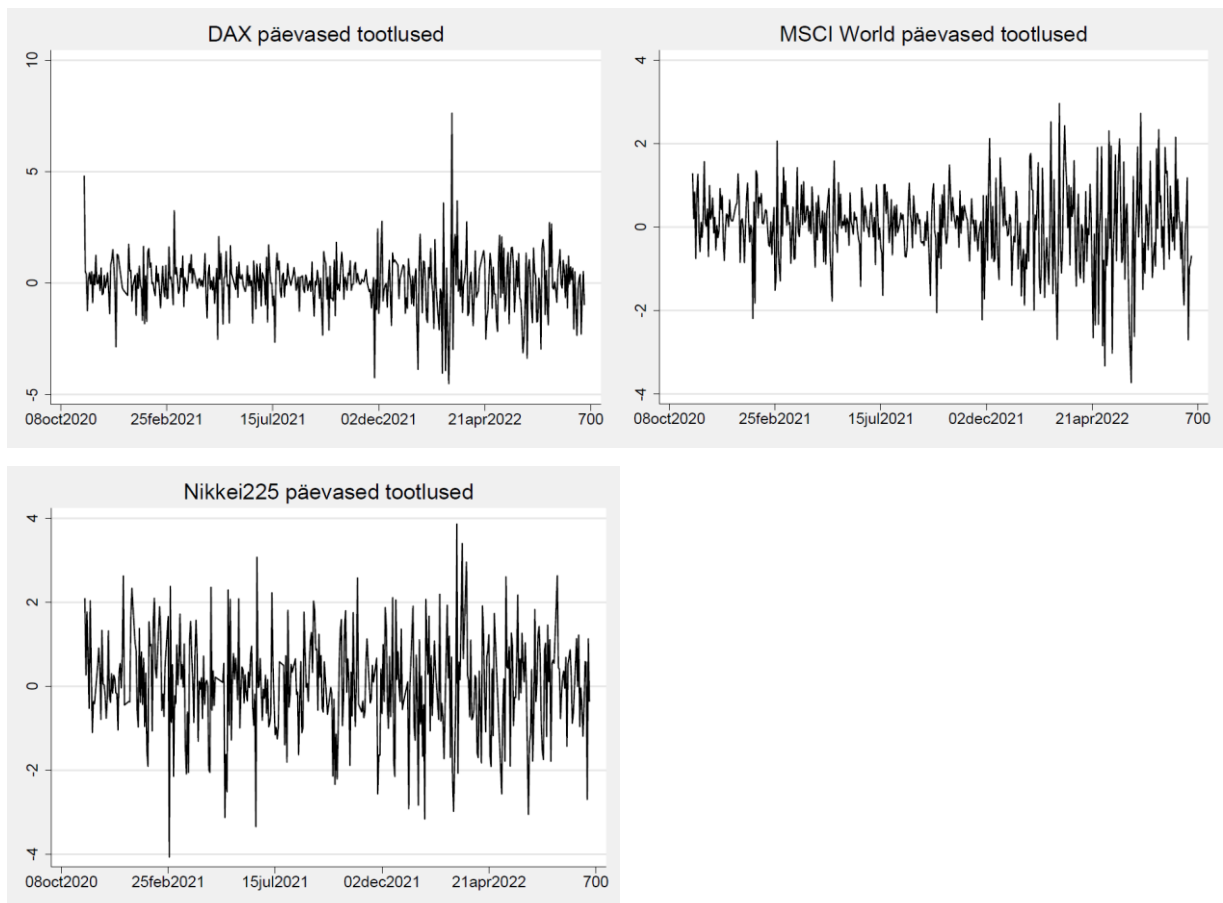 DAX päevased tootlused
10
5
0
-5
08oct2020 25feb2021 15jul2021 02dec2021 21apr2022 700
MSCI World päevased tootlused
4
2
0
-2
-4
08oct2020 25feb2021 15jul2021 02dec2021 21apr2022 700
Nikkei225 päevased tootlused
4
2
0
-2
-4
08oct2020 25feb2021 15jul2021 02dec2021 21apr2022 700